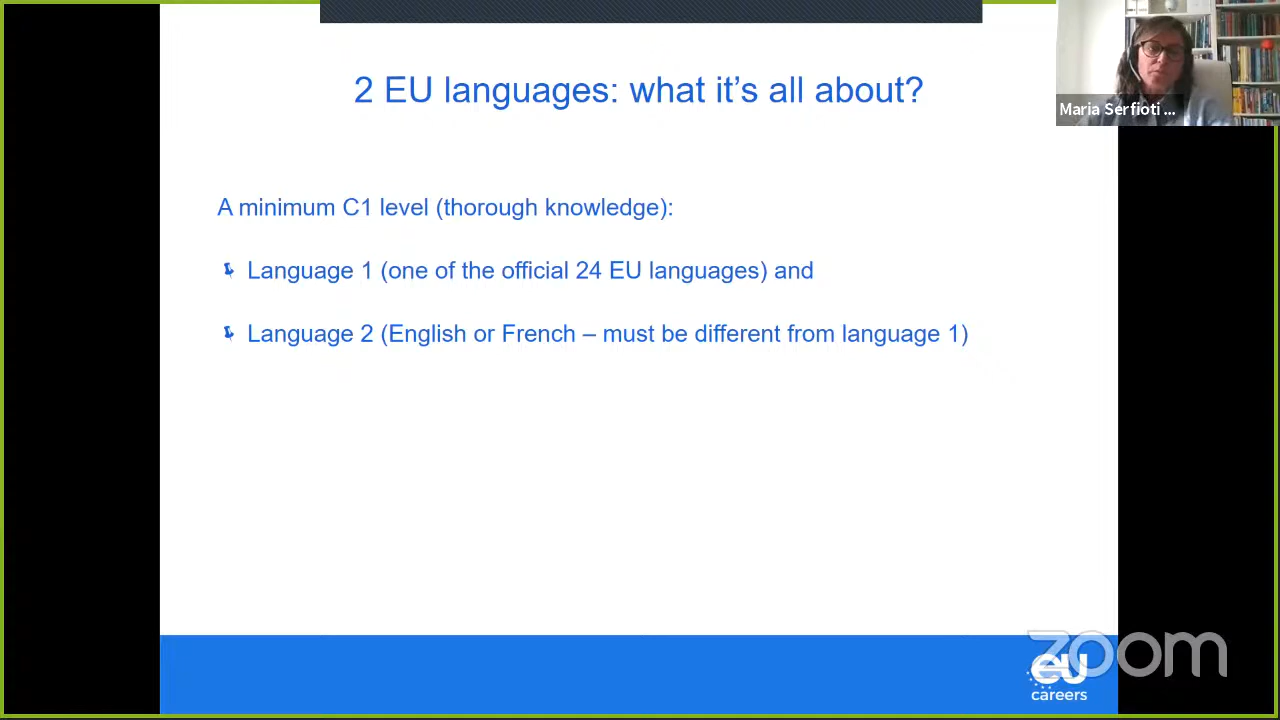 2 EU languages: what it's all about?
Maria Serfioti ...
A minimum C1 level (thorough knowledge):
Language 1 (one of the official 24 EU languages) and
Language 2 (English or French – must be different from language 1)
zoom
eu
careers